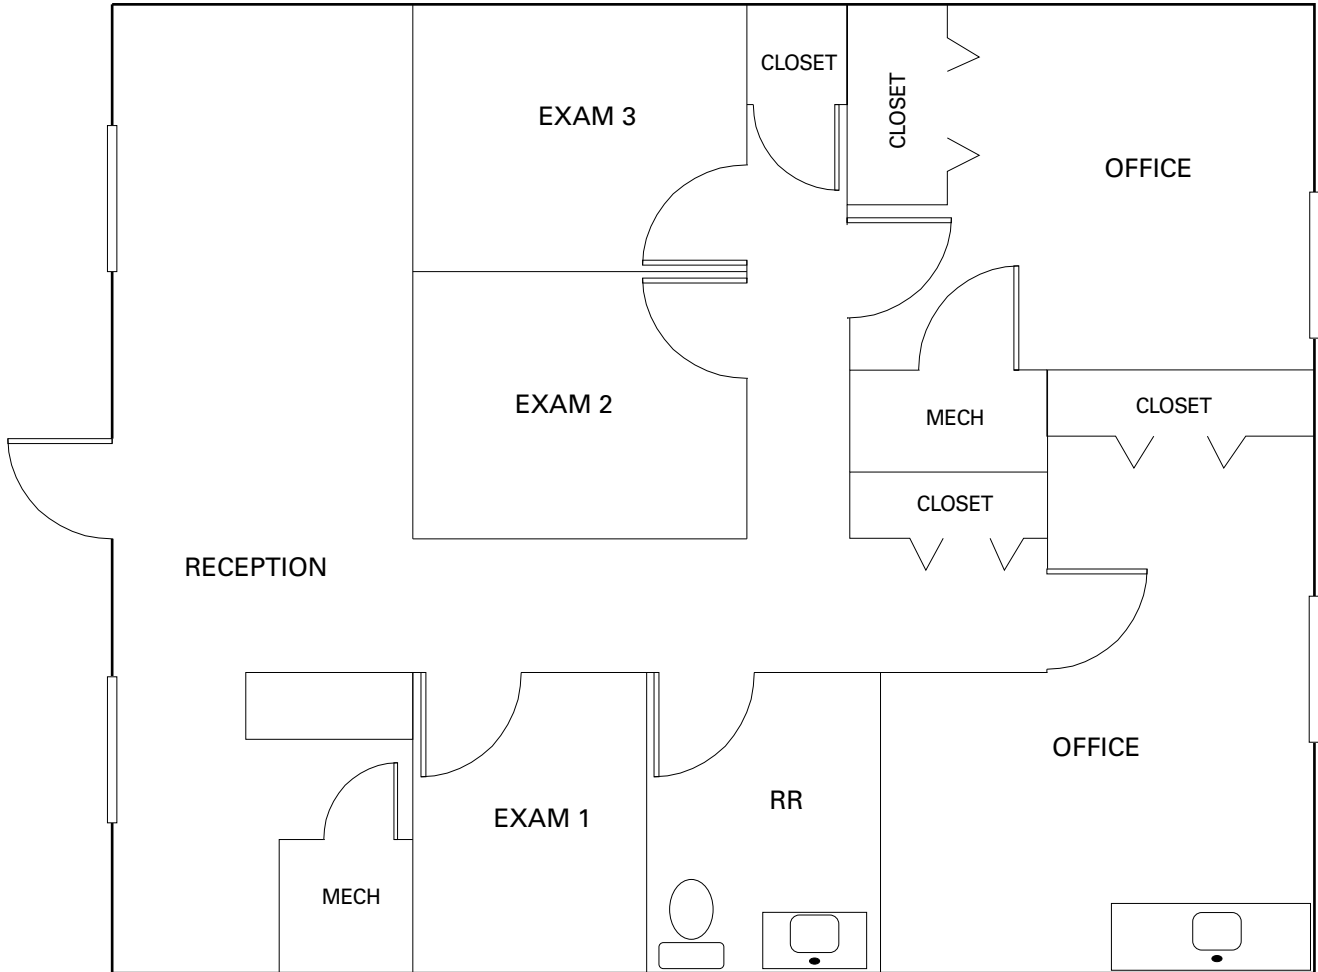 CLOSET
CLOSET
EXAM 3
OFFICE
EXAM 2
MECH
CLOSET
CLOSET
RECEPTION
OFFICE
EXAM 1
RR
MECH